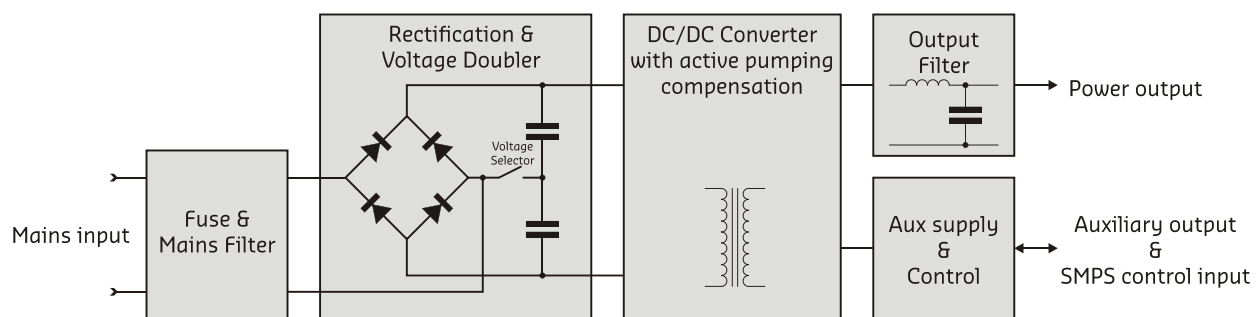 Rectification &
Voltage Doubler
DC/DC Converter
with active pumping
compensation
Output
Filter
Power output
Voltage
Selector
Mains input
Fuse &
Mains Filter
Aux supply
&
Control
Auxiliary output
&
SMPS control input